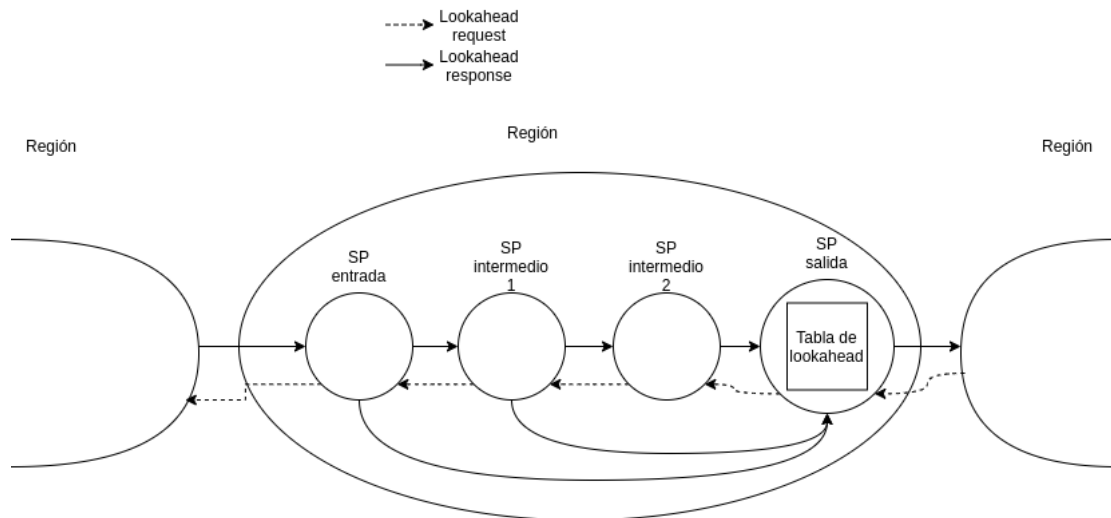 Lookahead
request
Lookahead
response
Región
Región
Región
SP
entrada
SP
intermedio
1
SP
intermedio
2
SP
salida
Tabla de
lookahead